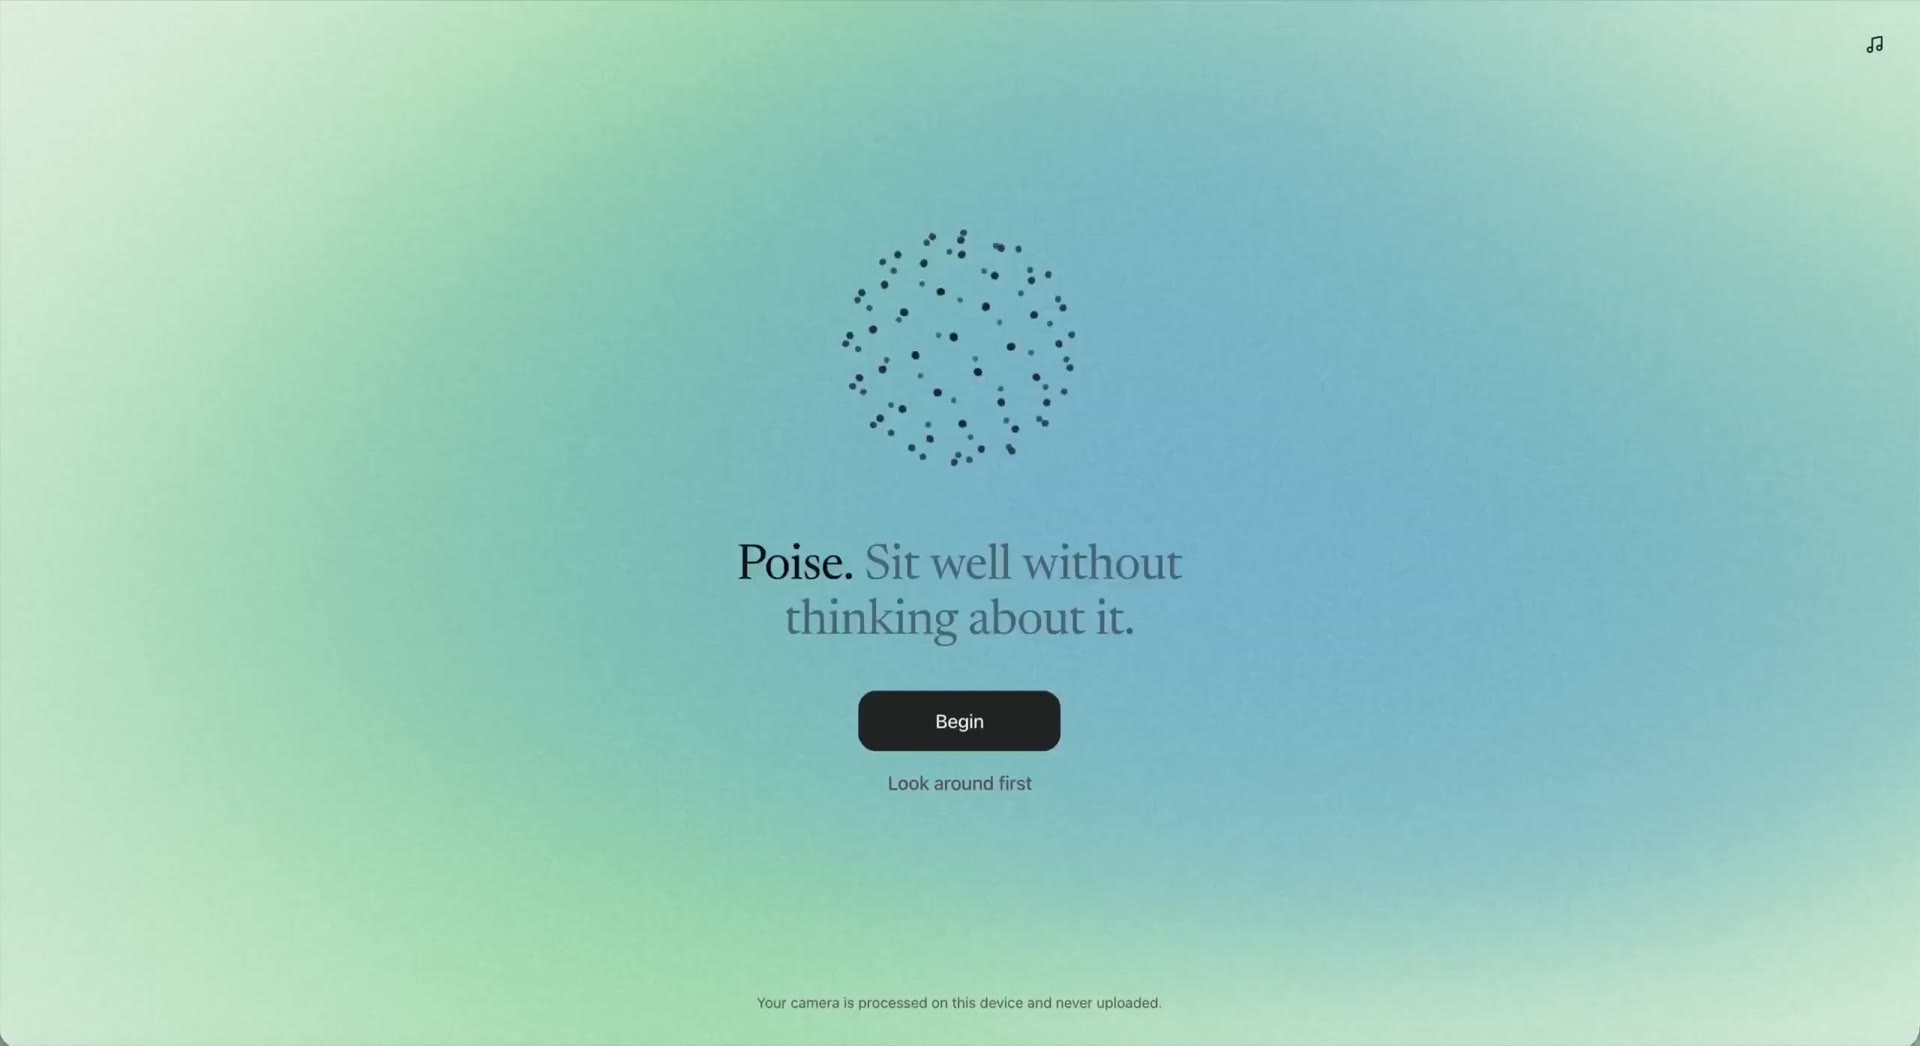 Poise. Sit well without
thinking about it.
Begin
Look around first
Your camera is processed on this device and never uploaded.